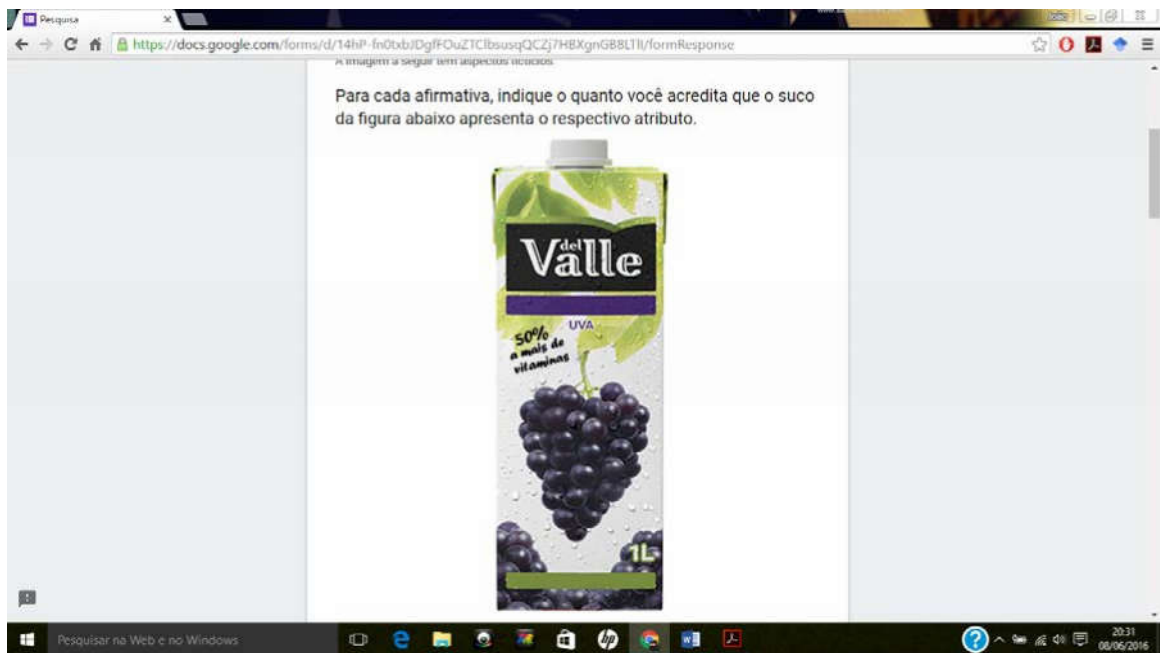 Pesquisa
https://docs.google.com/forms/d/14hP-fn0txbJDgfFOuZTClbsusqQCZj7HBXgnGB8LTlI/formResponse
A imagem a seguir tem aspectos fictícios
Para cada afirmativa, indique o quanto você acredita que o suco
da figura abaixo apresenta o respectivo atributo.
del
Valle
UVA
50%
a mais de
vitaminas
1L
Pesquisar na Web e no Windows
20:31
08/06/2016